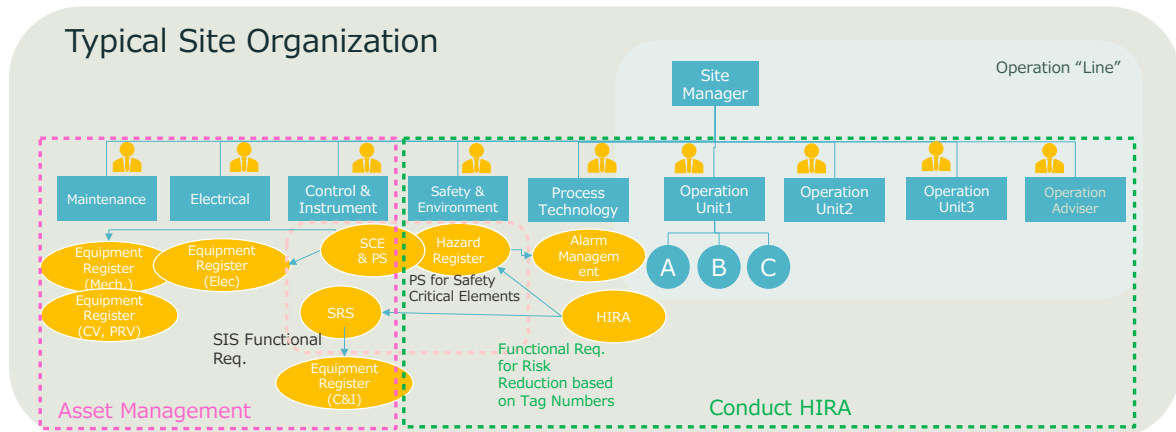 Typical Site Organization
Operation “Line”
Site
Manager
Maintenance
Electrical
Control &
Instrument
Safety &
Environment
Process
Technology
Operation
Unit1
Operation
Unit2
Operation
Unit3
Operation
Adviser
Equipment
Register
(Mech.)
Equipment
Register
(Elec)
SCE
& PS
Hazard
Register
Alarm
Managem
ent
A
B
C
PS for Safety
Critical Elements
Equipment
Register
(CV, PRV)
SRS
HIRA
SIS Functional
Req.
Functional Req.
for Risk
Reduction based
on Tag Numbers
Equipment
Register
(C&I)
Asset Management
Conduct HIRA